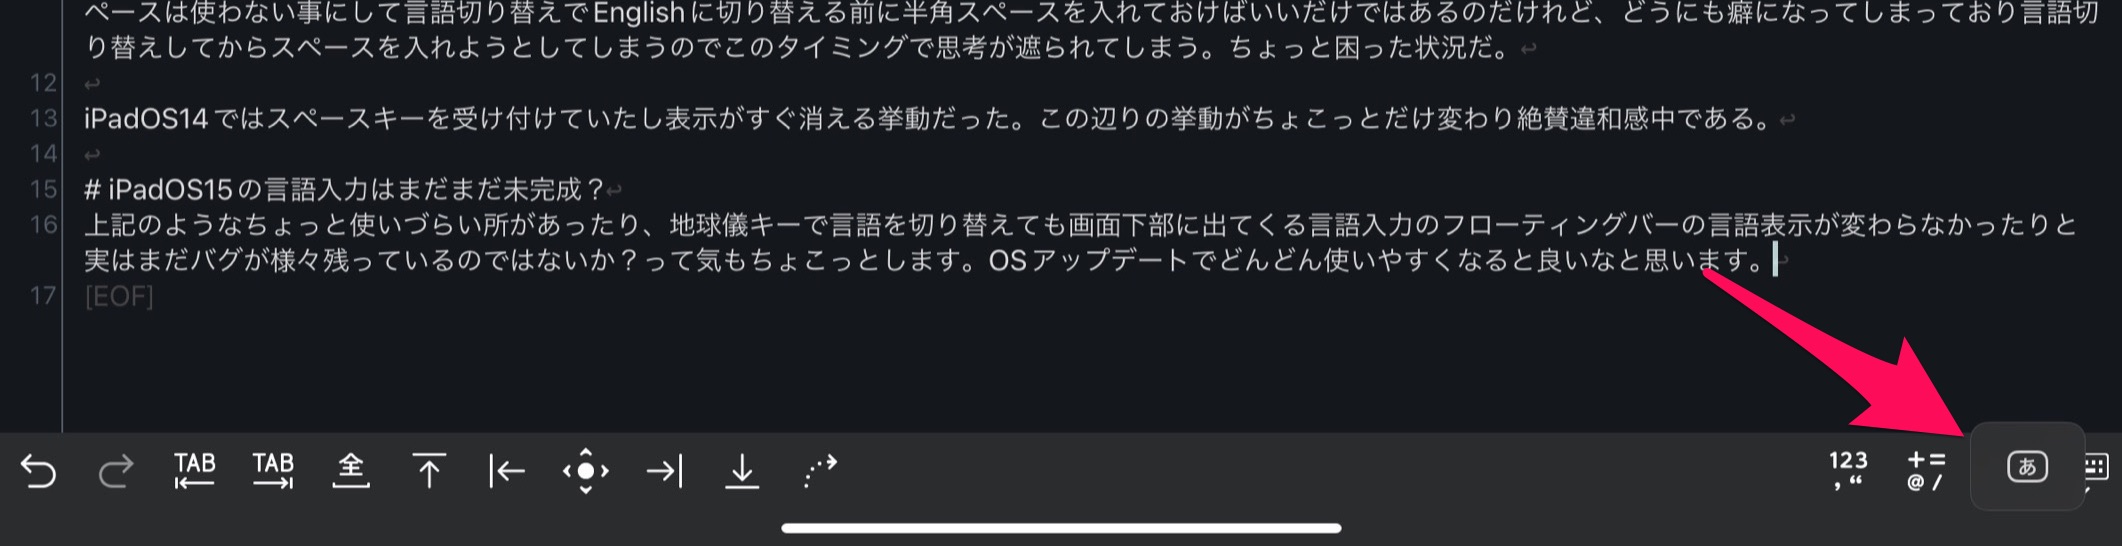 ペースは使わない事にして言語切り替えでEnglishに切り替える前に半角スペースを入れておけばいいだけではあるのだけれど、どうにも癖になってしまっており言語切
り替えしてからスペースを入れようとしてしまうのでこのタイミングで思考が遮られてしまう。ちょっと困った状況だ。↩
12 ↩
13 iPadOS14ではスペースキーを受け付けていたし表示がすぐ消える挙動だった。この辺りの挙動がちょこっとだけ変わり絶賛違和感中である。↩
14 ↩
15 # iPadOS15の言語入力はまだまだ未完成？↩
16 上記のようなちょっと使いづらい所があったり、地球儀キーで言語を切り替えても画面下部に出てくる言語入力のフローティングバーの言語表示が変わらなかったりと
実はまだバグが様々残っているのではないか？って気もちょこっとします。OSアップデートでどんどん使いやすくなると良いなと思います。↩
17 [EOF]
TAB TAB 全 123 ,“ += @/ あ